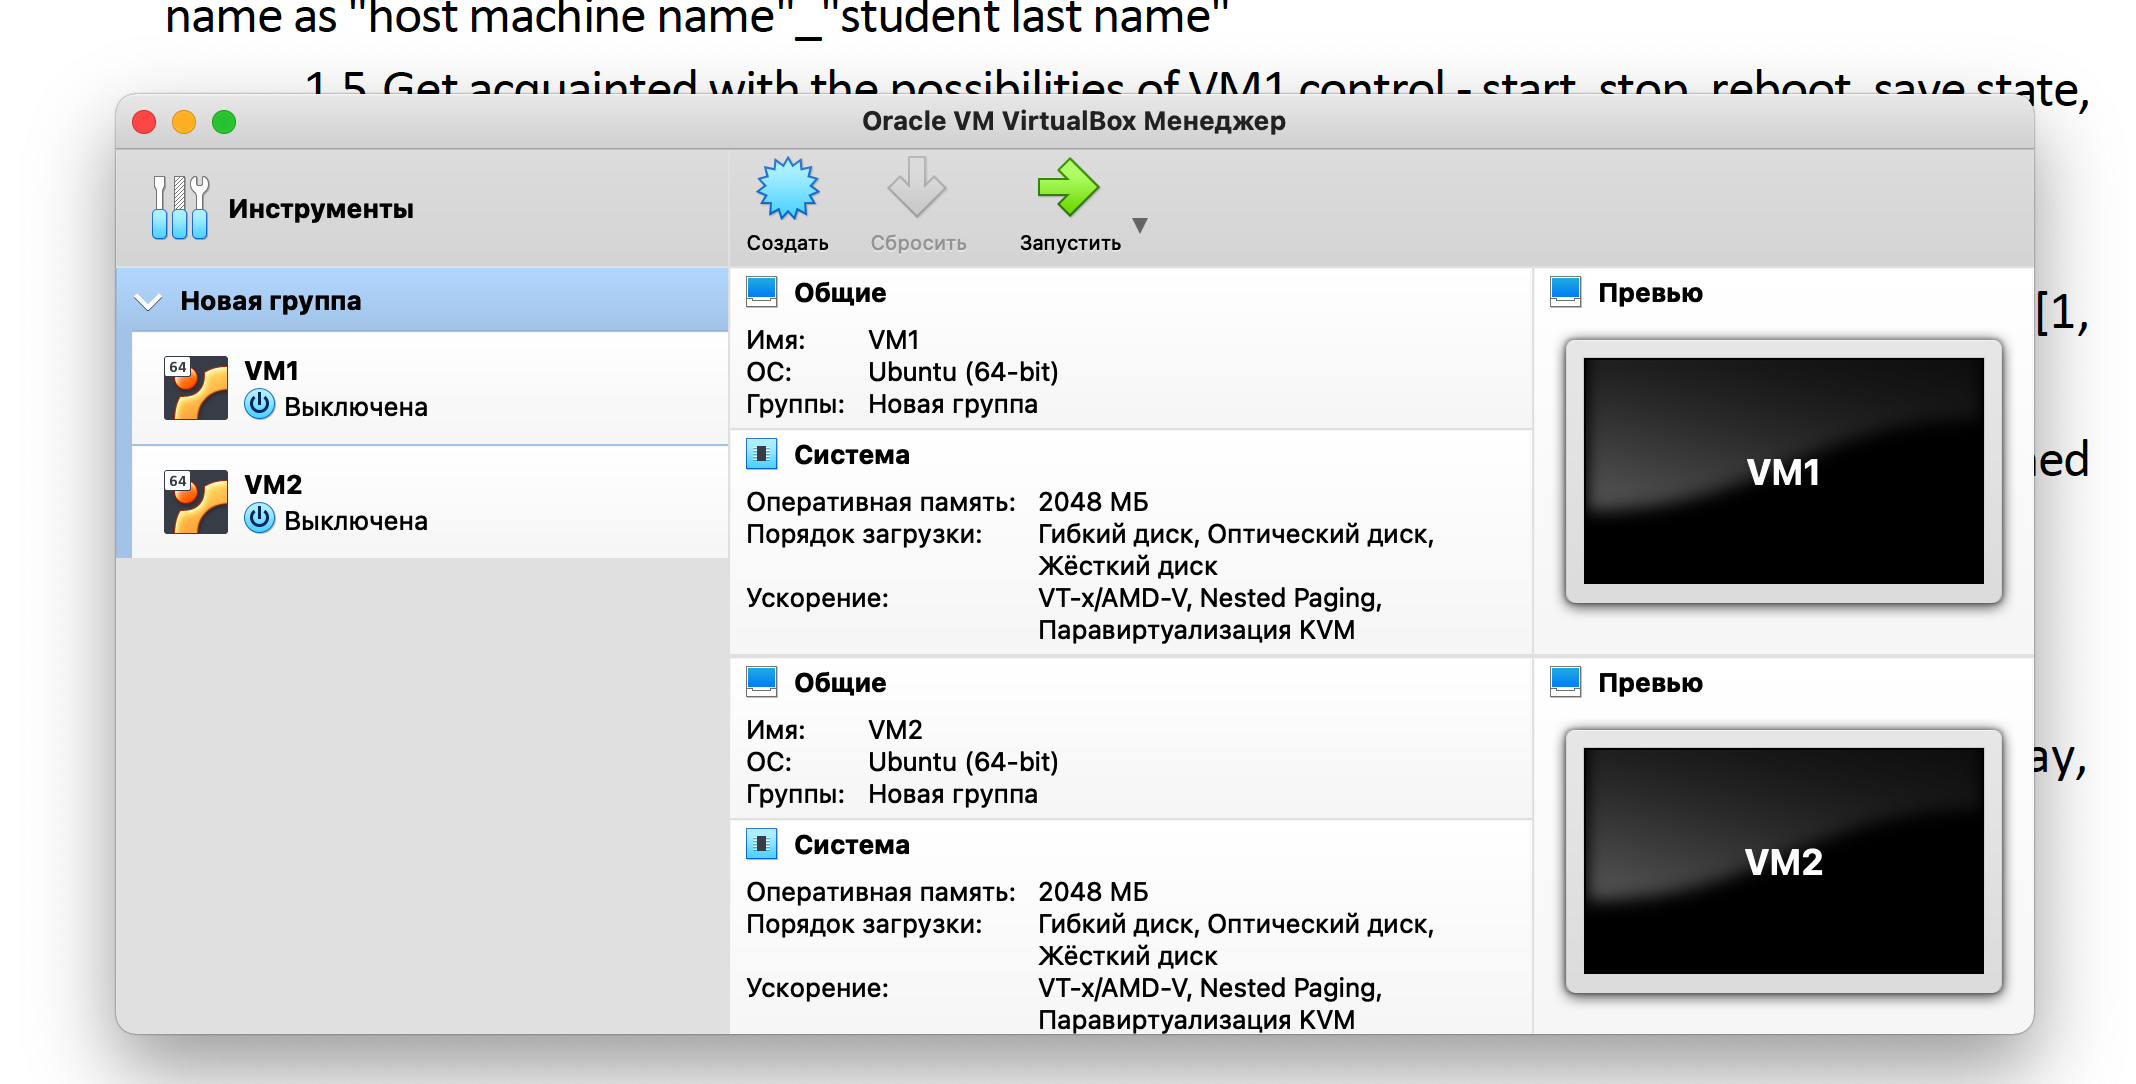 name as "host machine name"_"student last name"
1.5 Get acquainted with the possibilities of VM1 control - start, stop, reboot, save state,
Oracle VM VirtualBox Менеджер
Инструменты
Создать
Сбросить
Запустить
Новая группа
64
VM1
Выключена
64
VM2
Выключена
Общие
Имя: VM1
ОС: Ubuntu (64-bit)
Группы: Новая группа
Система
Оперативная память: 2048 МБ
Порядок загрузки: Гибкий диск, Оптический диск,
Жёсткий диск
Ускорение: VT-x/AMD-V, Nested Paging,
Паравиртуализация KVM
Превью
VM1
Общие
Имя: VM2
ОС: Ubuntu (64-bit)
Группы: Новая группа
Система
Оперативная память: 2048 МБ
Порядок загрузки: Гибкий диск, Оптический диск,
Жёсткий диск
Ускорение: VT-x/AMD-V, Nested Paging,
Паравиртуализация KVM
Превью
VM2
[1,